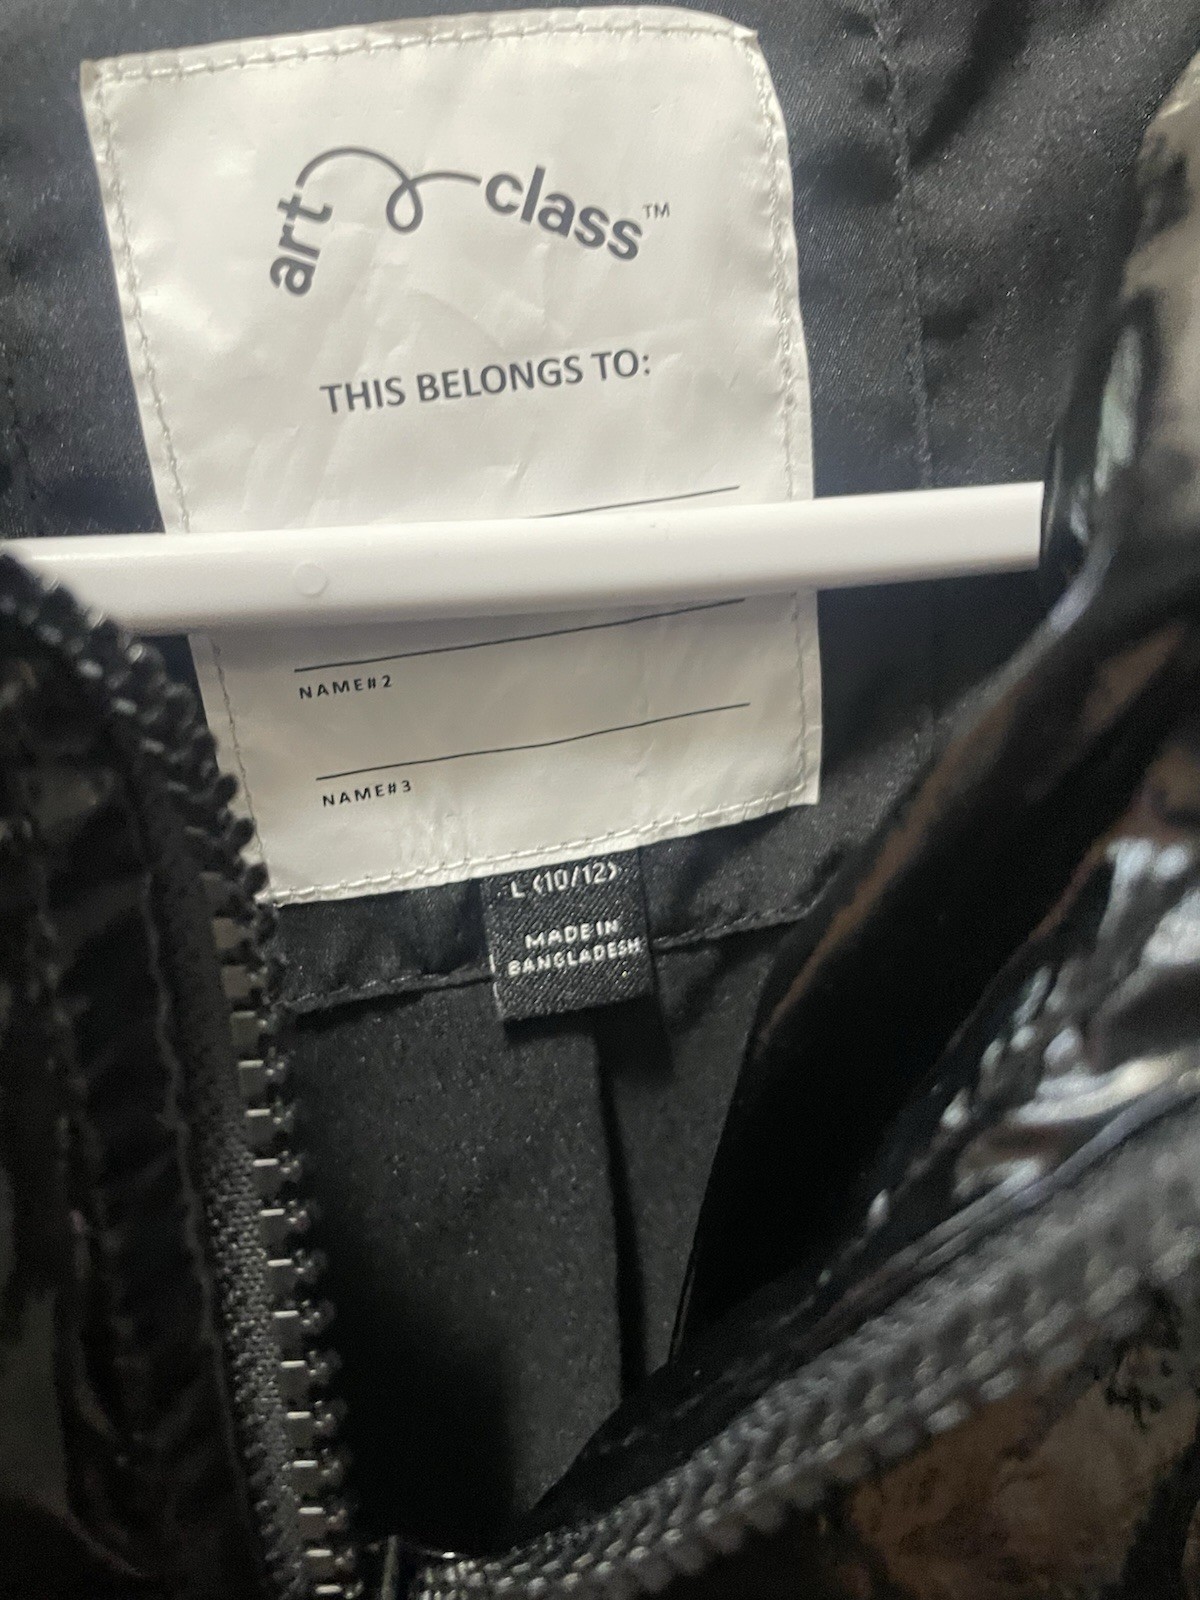 art class™
THIS BELONGS TO:
NAME#2
NAME#3
L (10/12)
MADE IN
BANGLADESH